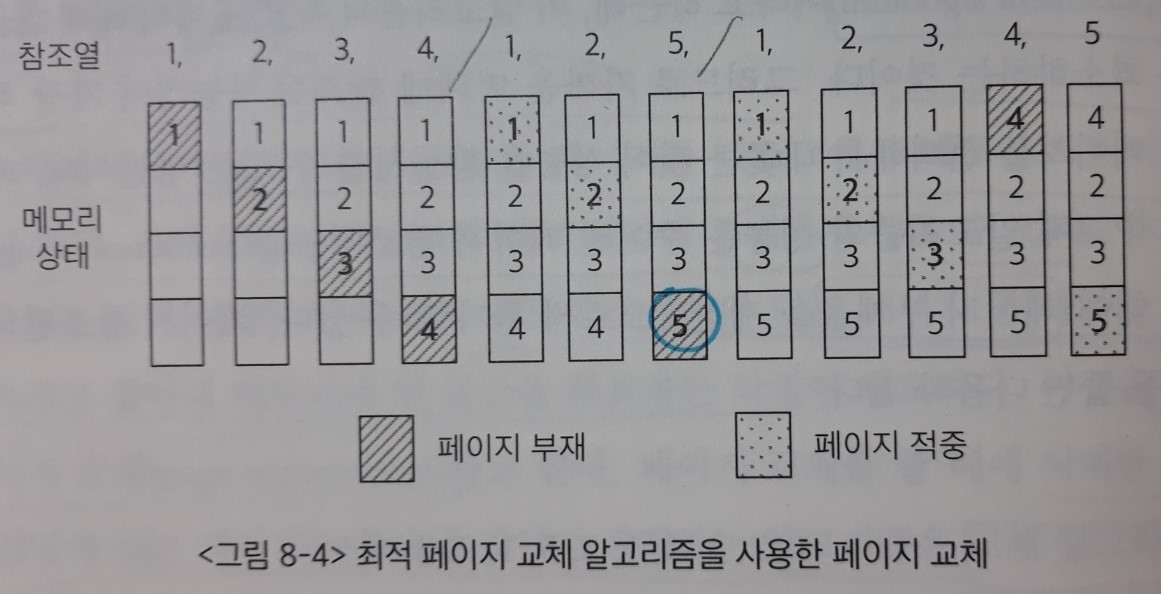 참조열 1, 2, 3, 4, 1, 2, 5, 1, 2, 3, 4, 5
1 1 1 1 1 1 1 1 1 1 4 4
메모리
상태
2 2 2 2 2 2 2 2 2 2 2
3 3 3 3 3 3 3 3 3 3
4 4 4 5 5 5 5 5 5
페이지 부재 페이지 적중
<그림 8-4> 최적 페이지 교체 알고리즘을 사용한 페이지 교체